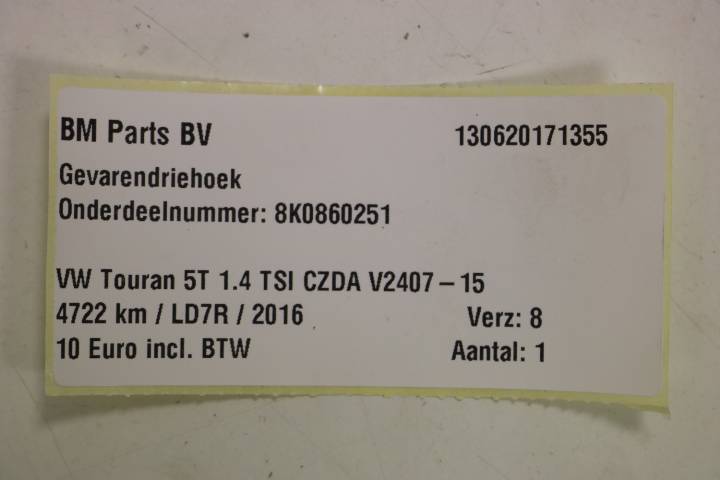 BM Parts BV 130620171355
Gevarendriehoek
Onderdeelnummer: 8K0860251
VW Touran 5T 1.4 TSI CZDA V2407 – 15
4722 km / LD7R / 2016 Verz: 8
10 Euro incl. BTW Aantal: 1